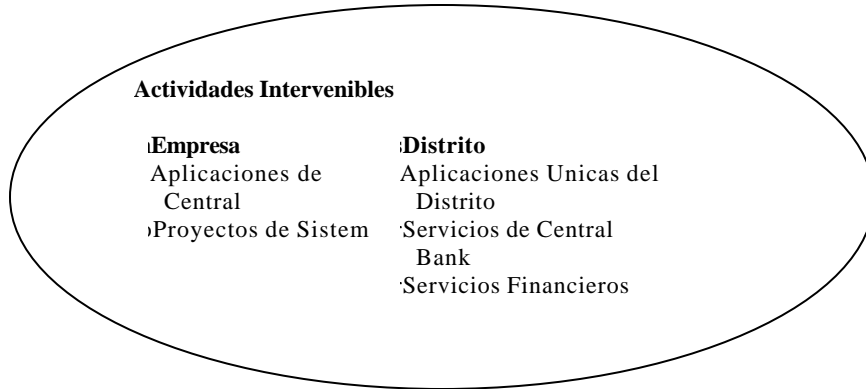 Actividades Intervenibles
Empresa
Aplicaciones de
Central
Proyectos de Sistem
Distrito
Aplicaciones Unicas del
Distrito
Servicios de Central
Bank
Servicios Financieros